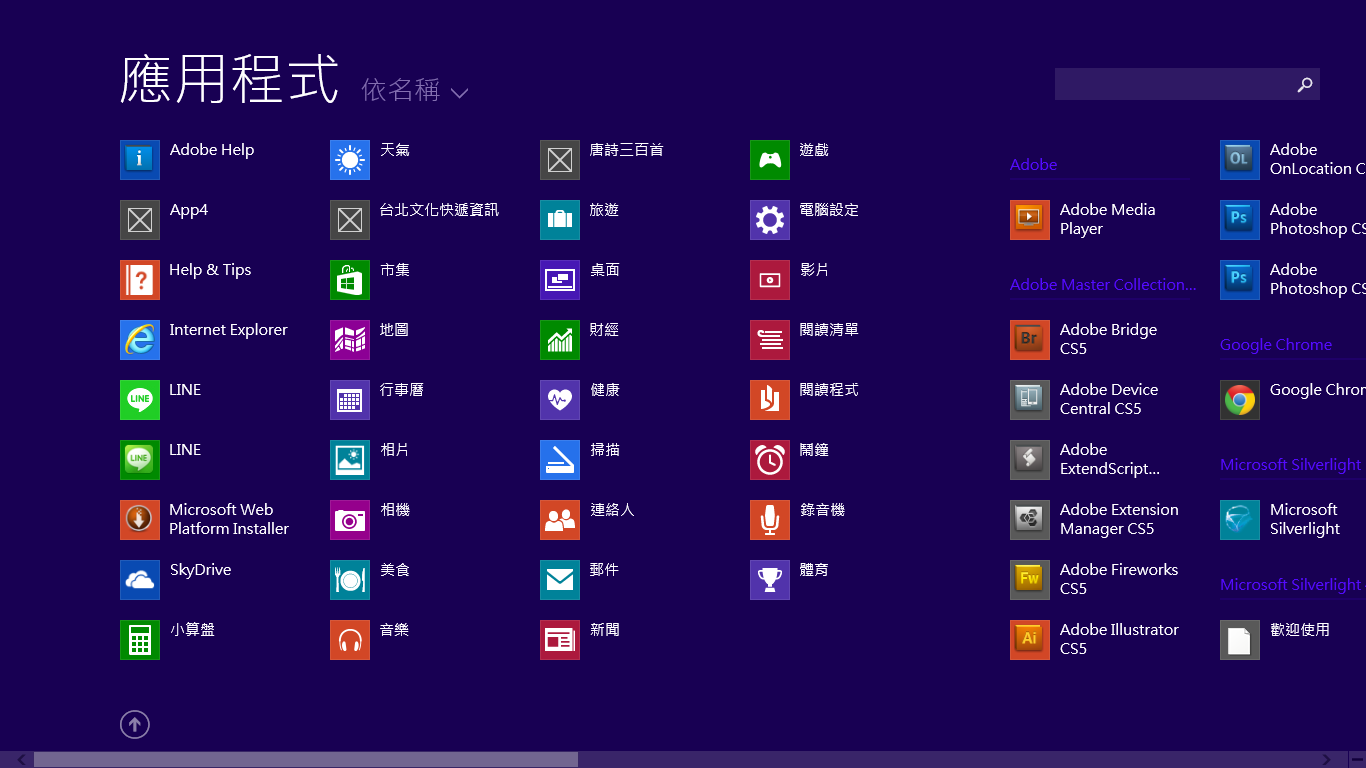 應用程式 依名稱
Adobe Help
App4
Help & Tips
Internet Explorer
LINE
LINE
Microsoft Web
Platform Installer
SkyDrive
小算盤
天氣
台北文化快遞資訊
市集
地圖
行事曆
相片
相機
美食
音樂
唐詩三百首
旅遊
桌面
財經
健康
掃描
連絡人
郵件
新聞
遊戲
電腦設定
影片
閱讀清單
閱讀程式
鬧鐘
錄音機
體育
Adobe
Adobe Media
Player
Adobe Master Collection...
Br
Adobe Bridge
CS5
Adobe Device
Central CS5
Adobe
ExtendScript...
Adobe Extension
Manager CS5
Fw
Adobe Fireworks
CS5
Ai
Adobe Illustrator
CS5
OL
Adobe
OnLocation C
Ps
Adobe
Photoshop CS
Ps
Adobe
Photoshop CS
Google Chrome
Google Chrom
Microsoft Silverlight
Microsoft
Silverlight
Microsoft Silverlight
歡迎使用